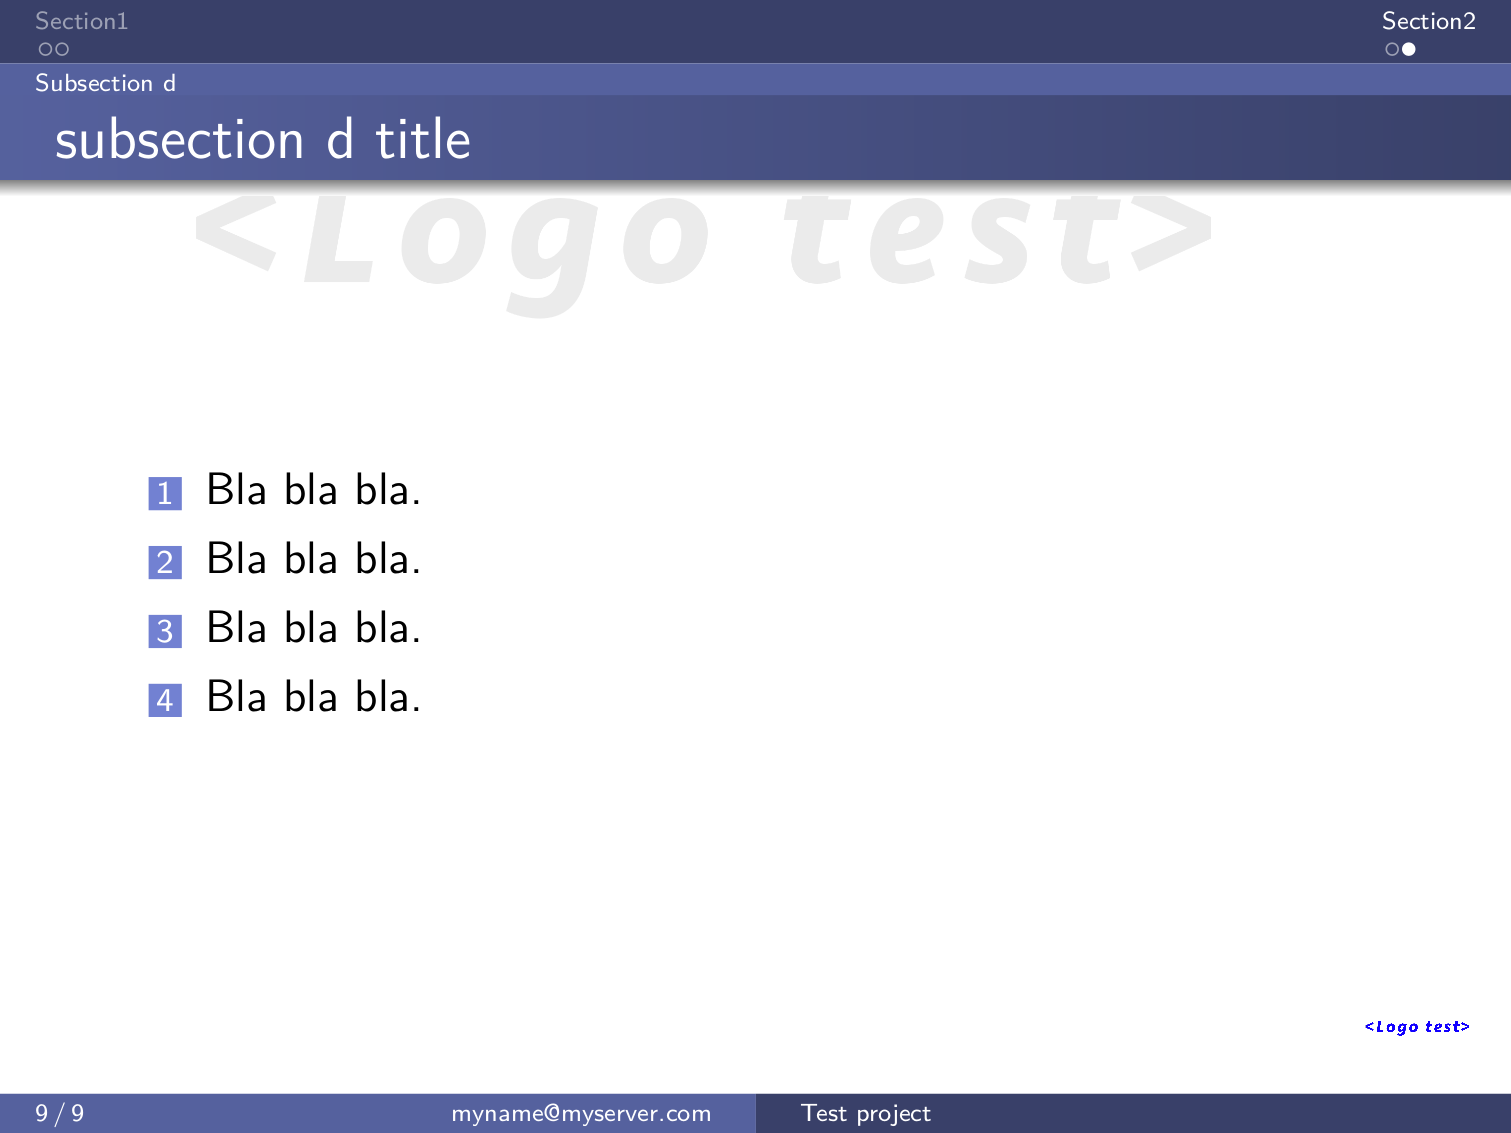 Section1 Section2
Subsection d
subsection d title
<Logo test>
1 Bla bla bla.
2 Bla bla bla.
3 Bla bla bla.
4 Bla bla bla.
<Logo test>
9 / 9 myname@myserver.com Test project